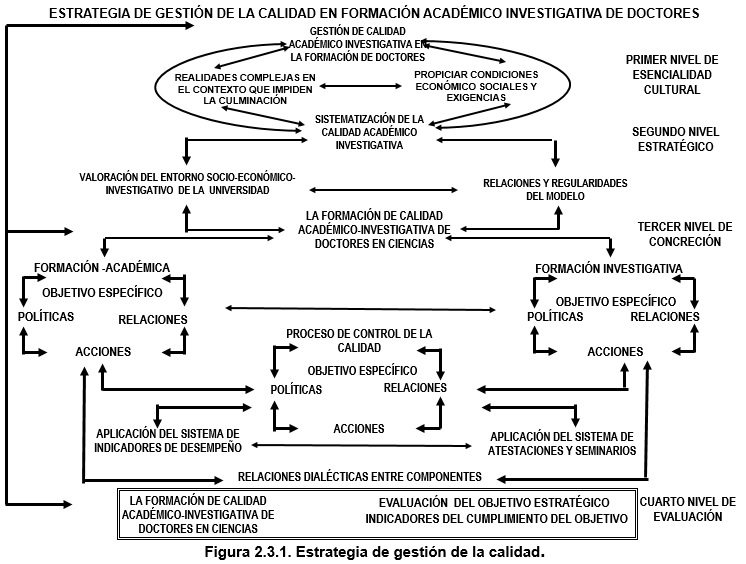 ESTRATEGIA DE GESTIÓN DE LA CALIDAD EN FORMACIÓN ACADÉMICO INVESTIGATIVA DE DOCTORES
GESTIÓN DE CALIDAD
ACADÉMICO INVESTIGATIVA EN
LA FORMACIÓN DE DOCTORES
REALIDADES COMPLEJAS EN
EL CONTEXTO QUE IMPIDEN
LA CULMINACIÓN
PROPICIAR CONDICIONES
ECONÓMICO SOCIALES Y
EXIGENCIAS
PRIMER NIVEL DE
ESENCIALIDAD
CULTURAL
SISTEMATIZACIÓN DE LA
CALIDAD ACADÉMICO
INVESTIGATIVA
SEGUNDO NIVEL
ESTRATÉGICO
VALORACIÓN DEL ENTORNO SOCIO-ECONÓMICO-
INVESTIGATIVO DE LA UNIVERSIDAD
RELACIONES Y REGULARIDADES
DEL MODELO
LA FORMACIÓN DE CALIDAD
ACADÉMICO-INVESTIGATIVA DE
DOCTORES EN CIENCIAS
TERCER NIVEL DE
CONCRECIÓN
FORMACIÓN -ACADÉMICA
OBJETIVO ESPECÍFICO
POLÍTICAS
RELACIONES
ACCIONES
FORMACIÓN INVESTIGATIVA
OBJETIVO ESPECÍFICO
POLÍTICAS
RELACIONES
ACCIONES
PROCESO DE CONTROL DE LA
CALIDAD
OBJETIVO ESPECÍFICO
POLÍTICAS
RELACIONES
ACCIONES
APLICACIÓN DEL SISTEMA DE
INDICADORES DE DESEMPEÑO
APLICACIÓN DEL SISTEMA DE
ATESTACIONES Y SEMINARIOS
RELACIONES DIALÉCTICAS ENTRE COMPONENTES
LA FORMACIÓN DE CALIDAD
ACADÉMICO-INVESTIGATIVA DE
DOCTORES EN CIENCIAS
EVALUACIÓN DEL OBJETIVO ESTRATÉGICO
INDICADORES DEL CUMPLIMIENTO DEL OBJETIVO
CUARTO NIVEL DE
EVALUACIÓN
Figura 2.3.1. Estrategia de gestión de la calidad.